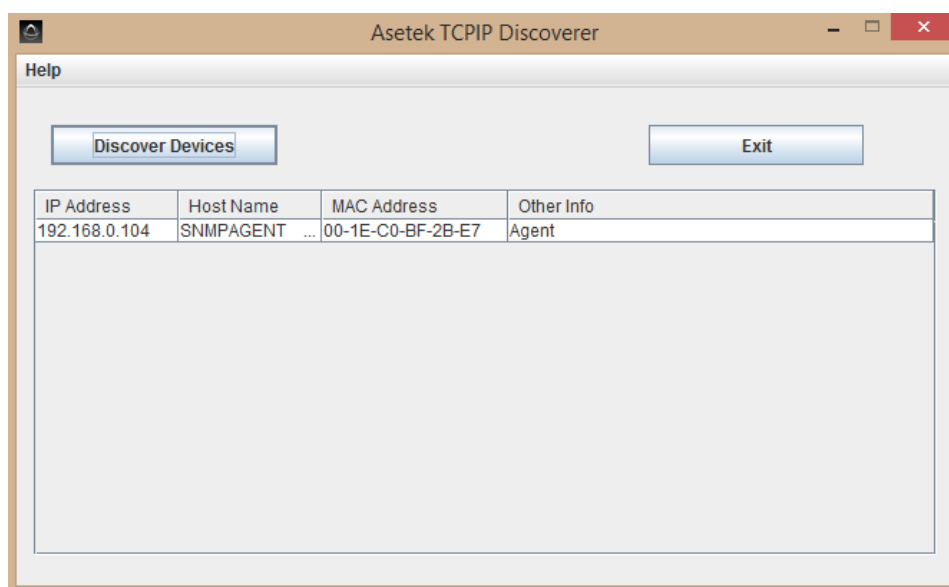 Asetek TCPIP Discoverer
Help
Discover Devices Exit
IP Address Host Name MAC Address Other Info
192.168.0.104 SNMPAGENT ... 00-1E-C0-BF-2B-E7 Agent